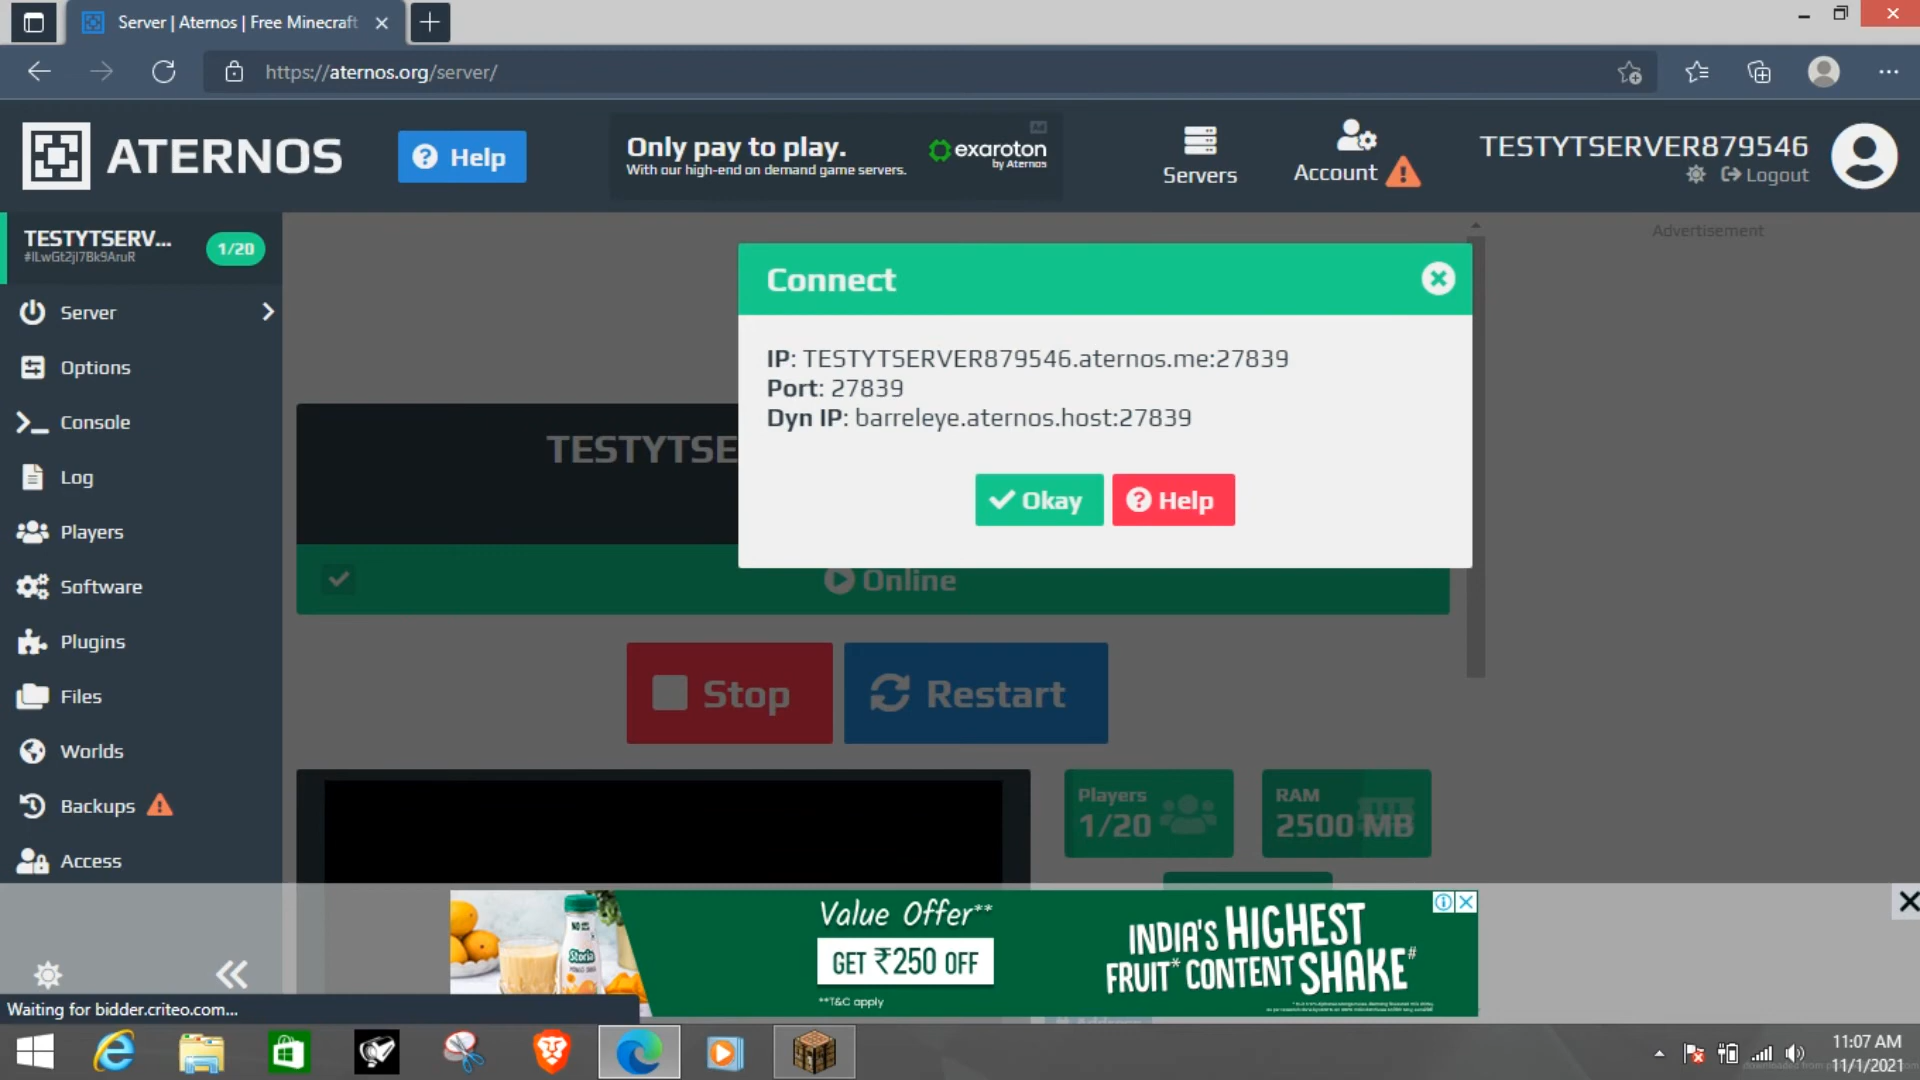 Server | Aternos | Free Minecraft
https://aternos.org/server/
ATERNOS
Help
Only pay to play.
With our high-end on demand game servers.
exaroton
by Aternos
Ad
Servers
Account
TESTYTSERVER879546
Logout
TESTYTSERV...
1/20
Server
Options
Console
Log
Players
Software
Plugins
Files
Worlds
Backups
Access
Advertisement
Connect
IP: TESTYTSERVER879546.aternos.me:27839
Port: 27839
Dyn IP: barreleye.aternos.host:27839
Okay
Help
TESTYTSE
Online
Stop
Restart
Players
1/20
RAM
2500 MB
Storia
Value Offer**
GET ₹250 OFF
**T&C apply
INDIA'S HIGHEST
FRUIT* CONTENT SHAKE#
Waiting for bidder.criteo.com...
11:07 AM
11/1/2021